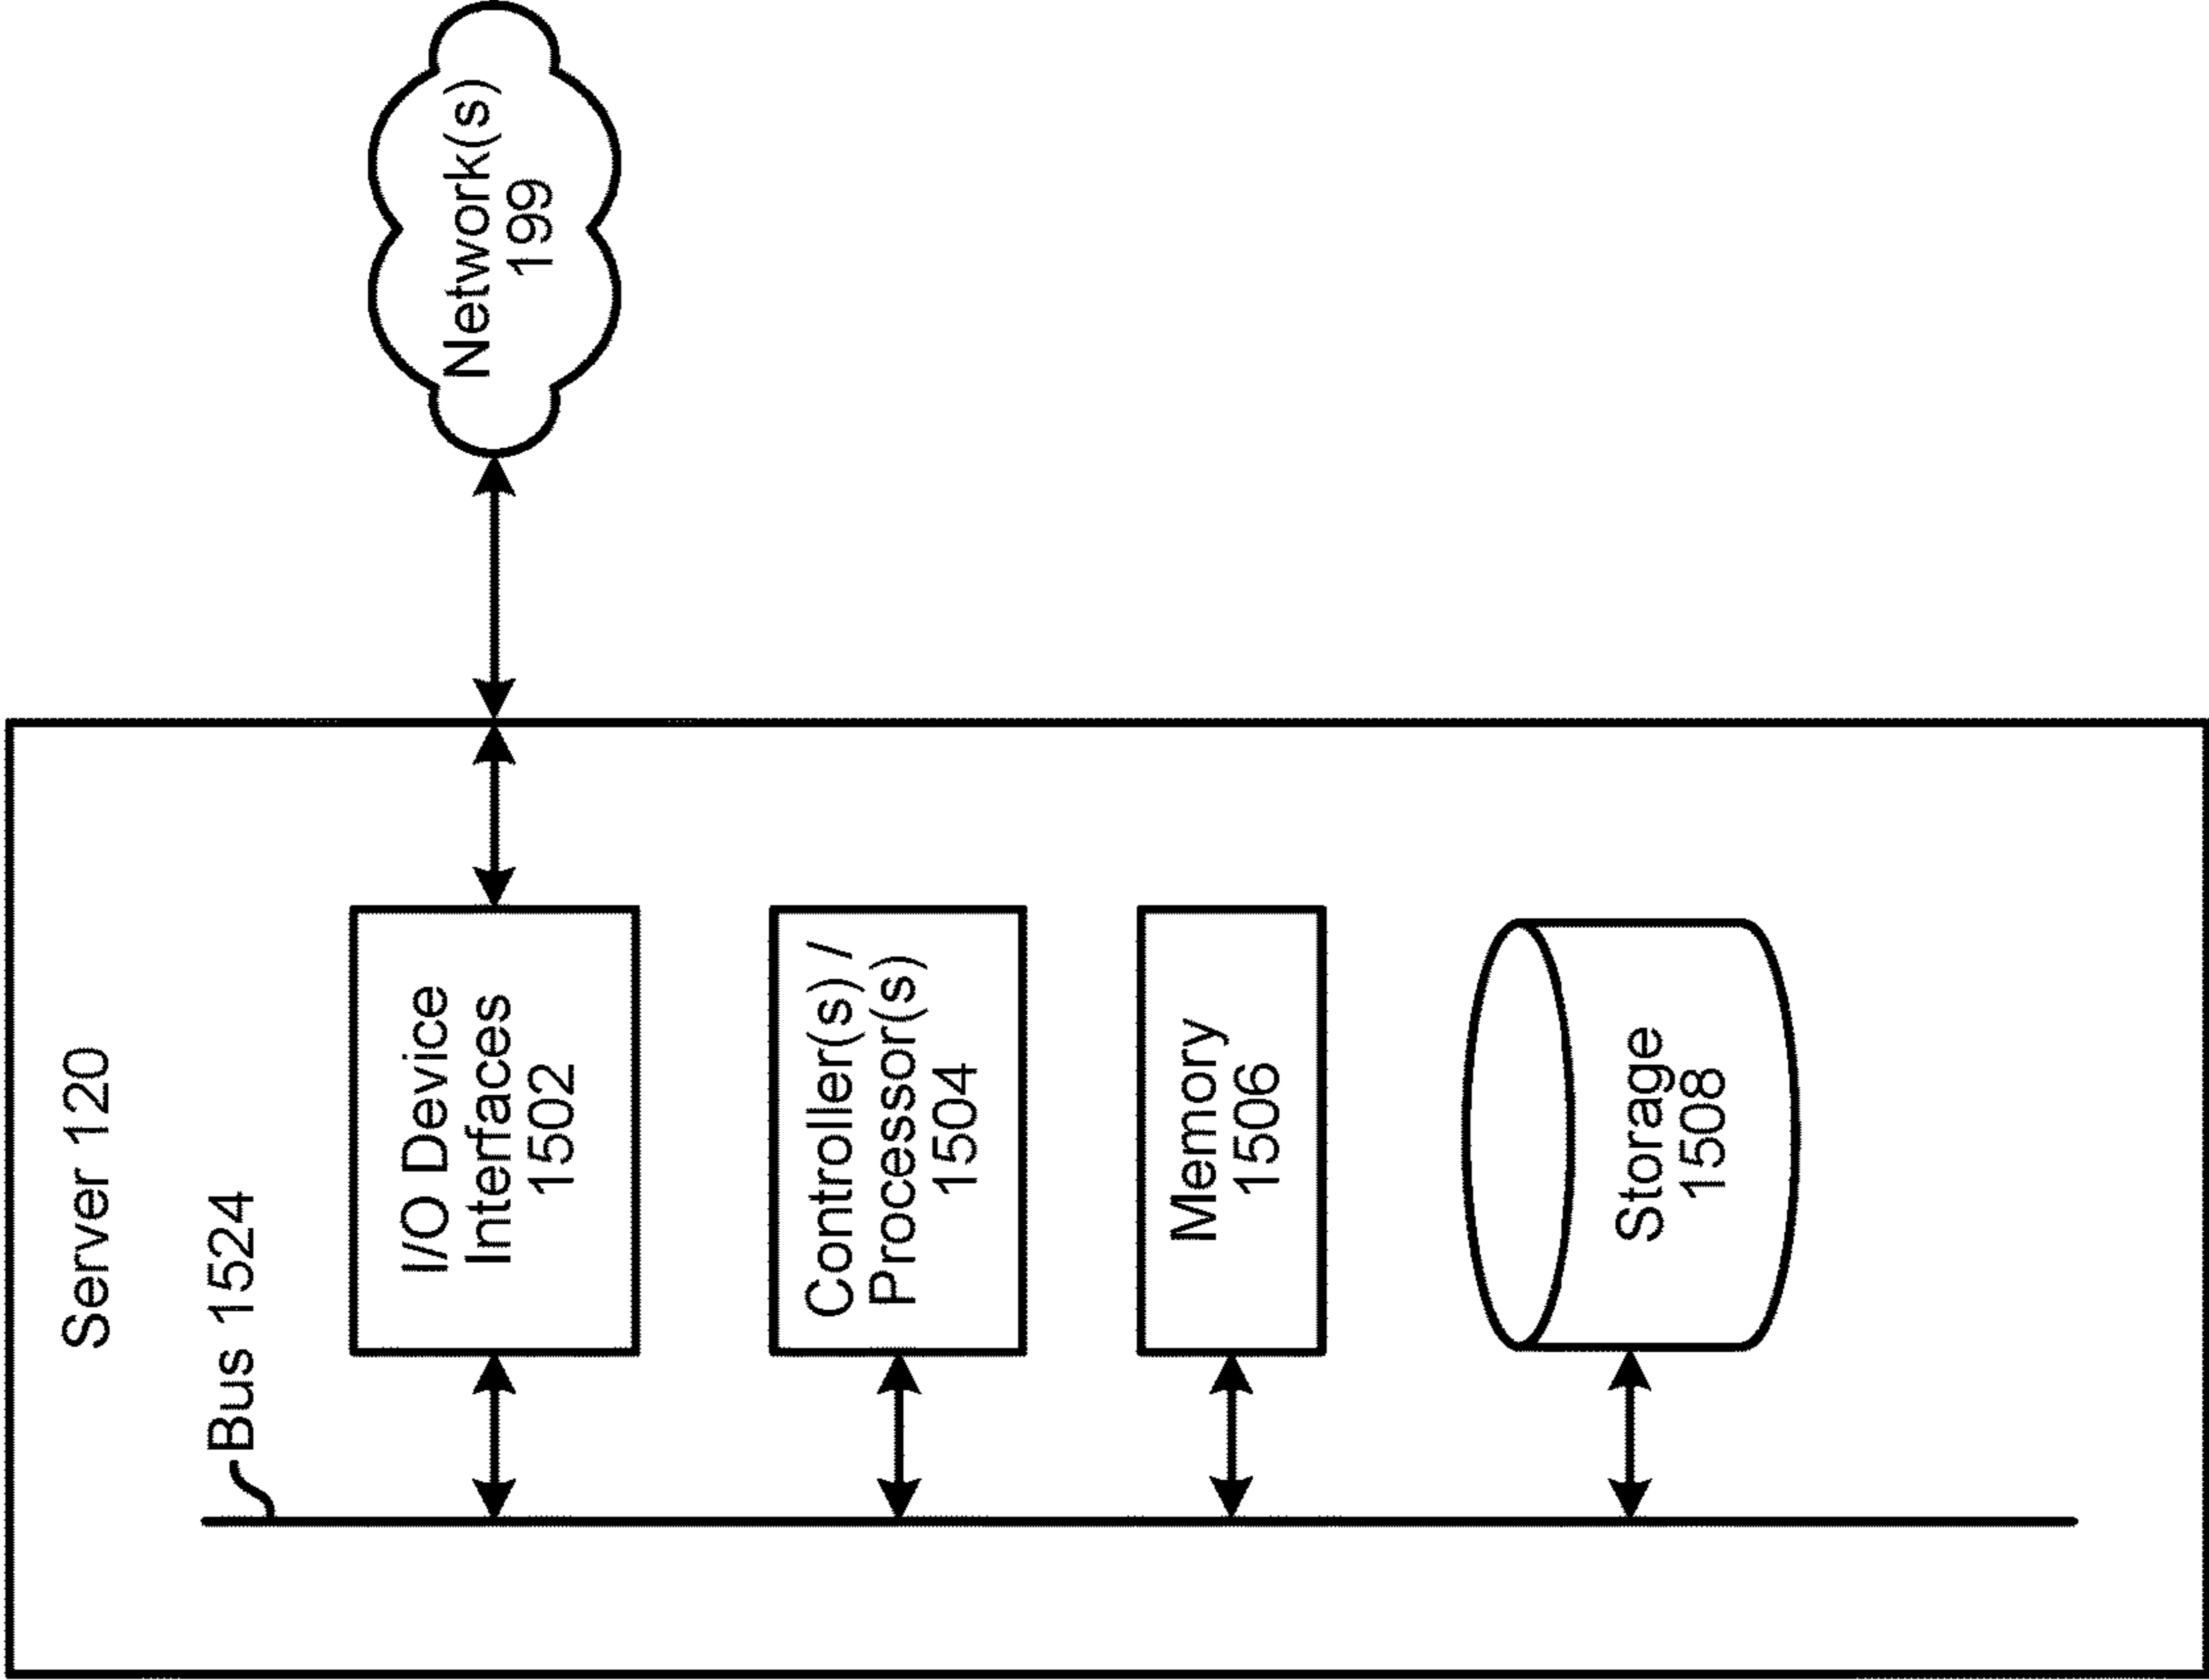 Server 120
Bus 1524
I/O Device
Interfaces
1502
Controller(s) /
Processor(s)
1504
Memory
1506
Storage
1508
Network(s)
199